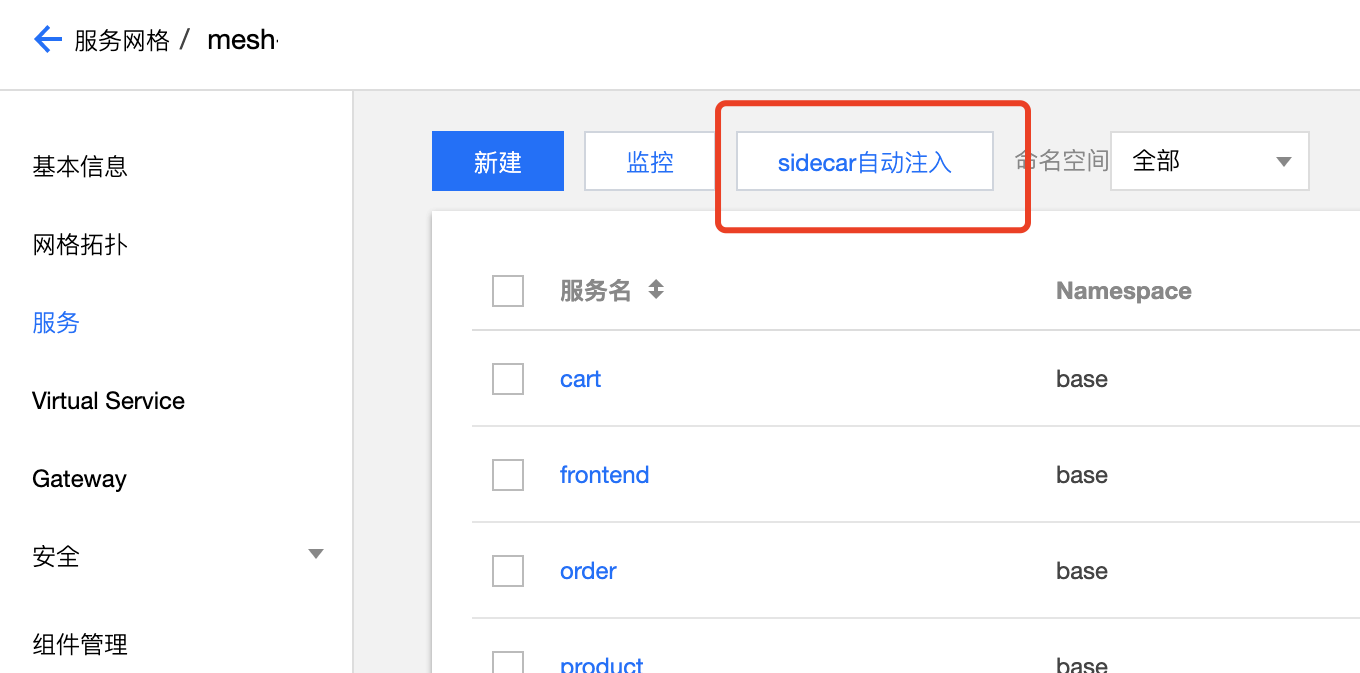 服务网格 / mesh
基本信息
网格拓扑
服务
Virtual Service
Gateway
安全
组件管理
新建 监控 sidecar自动注入 命名空间 全部
服务名 Namespace
cart base
frontend base
order base
product base